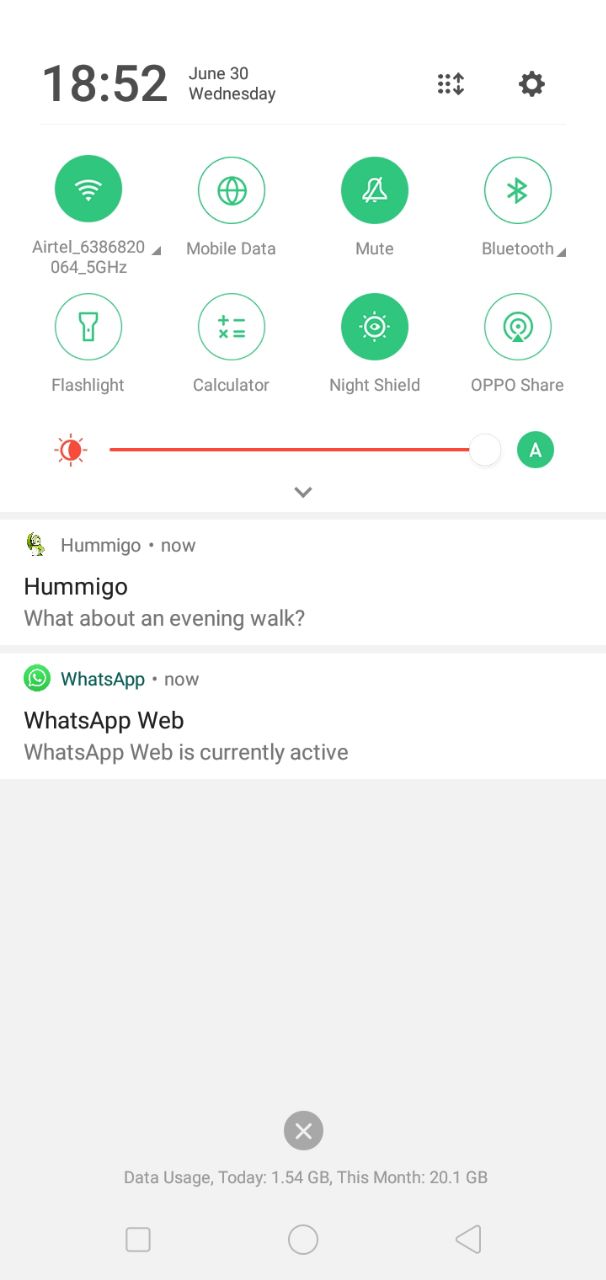 18:52
June 30
Wednesday
Airtel_6386820
064_5GHz
Mobile Data
Mute
Bluetooth
Flashlight
Calculator
Night Shield
OPPO Share
A
Hummigo • now
Hummigo
What about an evening walk?
WhatsApp • now
WhatsApp Web
WhatsApp Web is currently active
Data Usage, Today: 1.54 GB, This Month: 20.1 GB